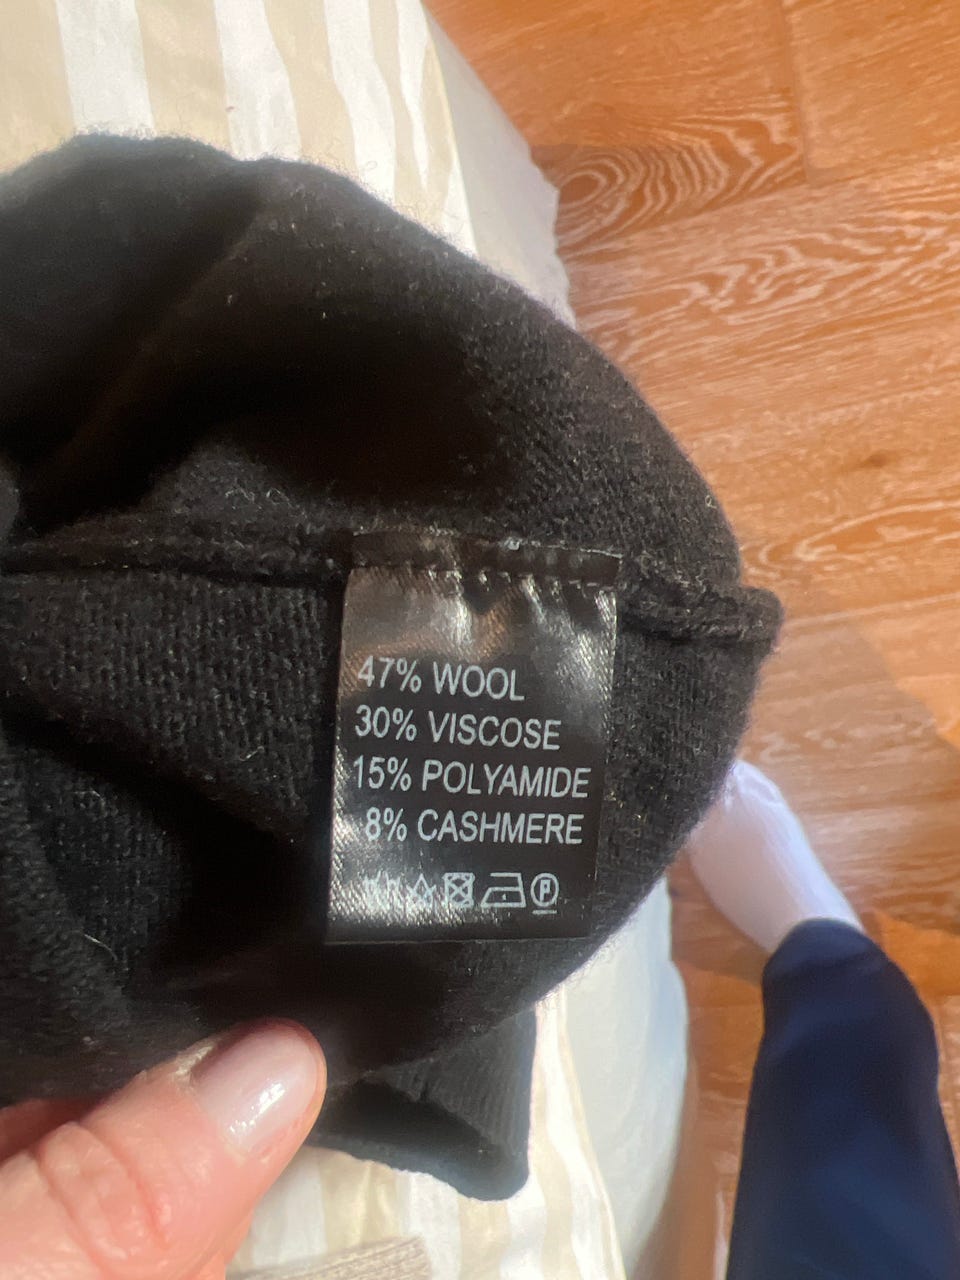 47% WOOL
30% VISCOSE
15% POLYAMIDE
8% CASHMERE
P